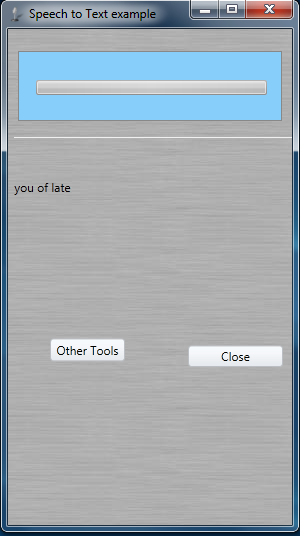 Speech to Text example
you of late
Other Tools
Close